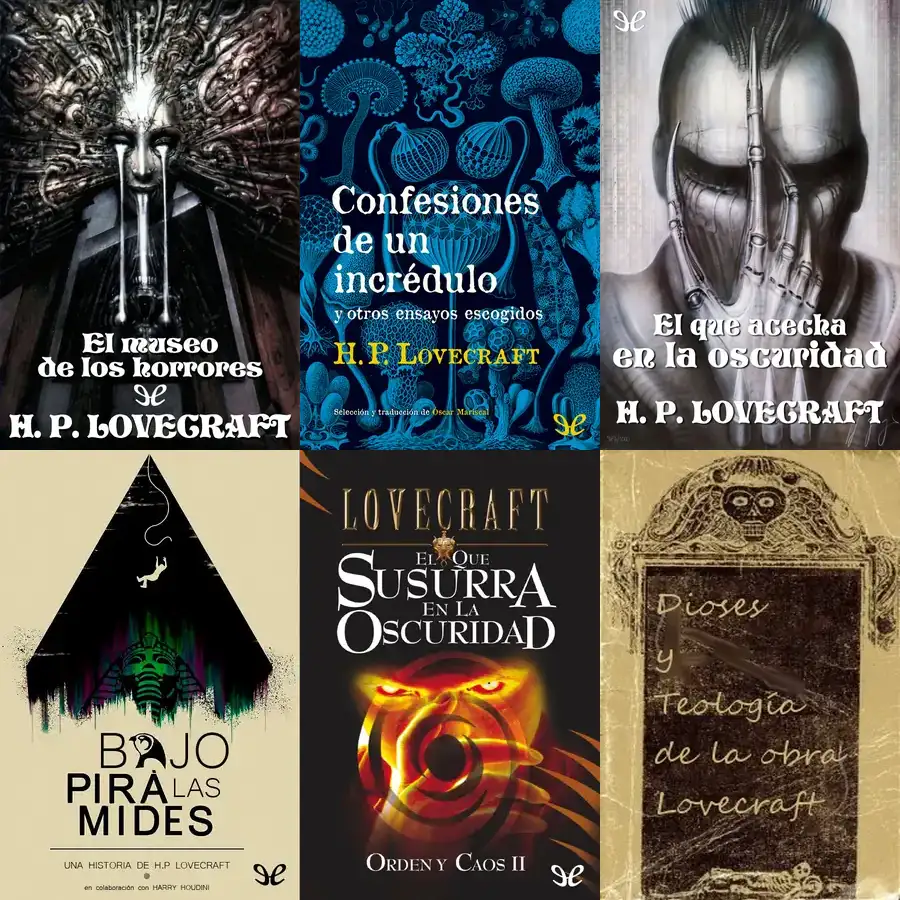 El museo
de los horrores
H. P. LOVECRAFT
Confesiones
de un
incrédulo
y otros ensayos escogidos
H. P. LOVECRAFT
Selección y traducción de Óscar Mariscal
El que acecha
en la oscuridad
H. P. LOVECRAFT
BAJO
PIRA LAS
MIDES
UNA HISTORIA DE H.P LOVECRAFT
en colaboración con HARRY HOUDINI
LOVECRAFT
EL QUE
SUSURRA
EN LA
OSCURIDAD
ORDEN Y CAOS II
Dioses
y
Teología
de la obra
Lovecraft